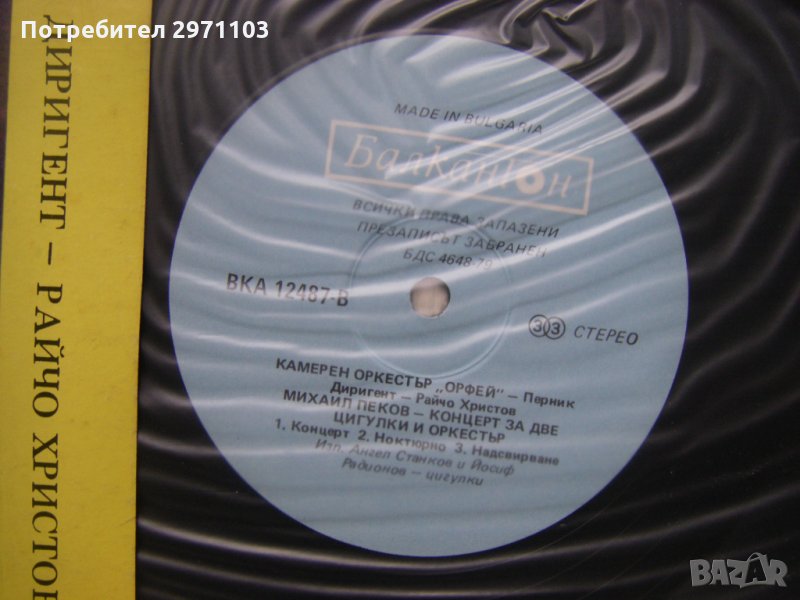 Потребител 2971103
ДИРИГЕНТ – РАЙЧО ХРИСТОВ
MADE IN BULGARIA
Балкантон
ВСИЧКИ ПРАВА ЗАПАЗЕНИ
ПРЕЗАПИСЪТ ЗАБРАНЕН
БДС 4648-79
ВКА 12487-В
33 СТЕРЕО
КАМЕРЕН ОРКЕСТЪР „ОРФЕЙ" – Перник
Диригент – Райчо Христов
МИХАИЛ ПЕКОВ – КОНЦЕРТ ЗА ДВЕ
ЦИГУЛКИ И ОРКЕСТЪР
1. Концерт 2. Ноктюрно 3. Надсвирване
Изп. Ангел Станков и Йосиф
Радионов – цигулки
BAZAR